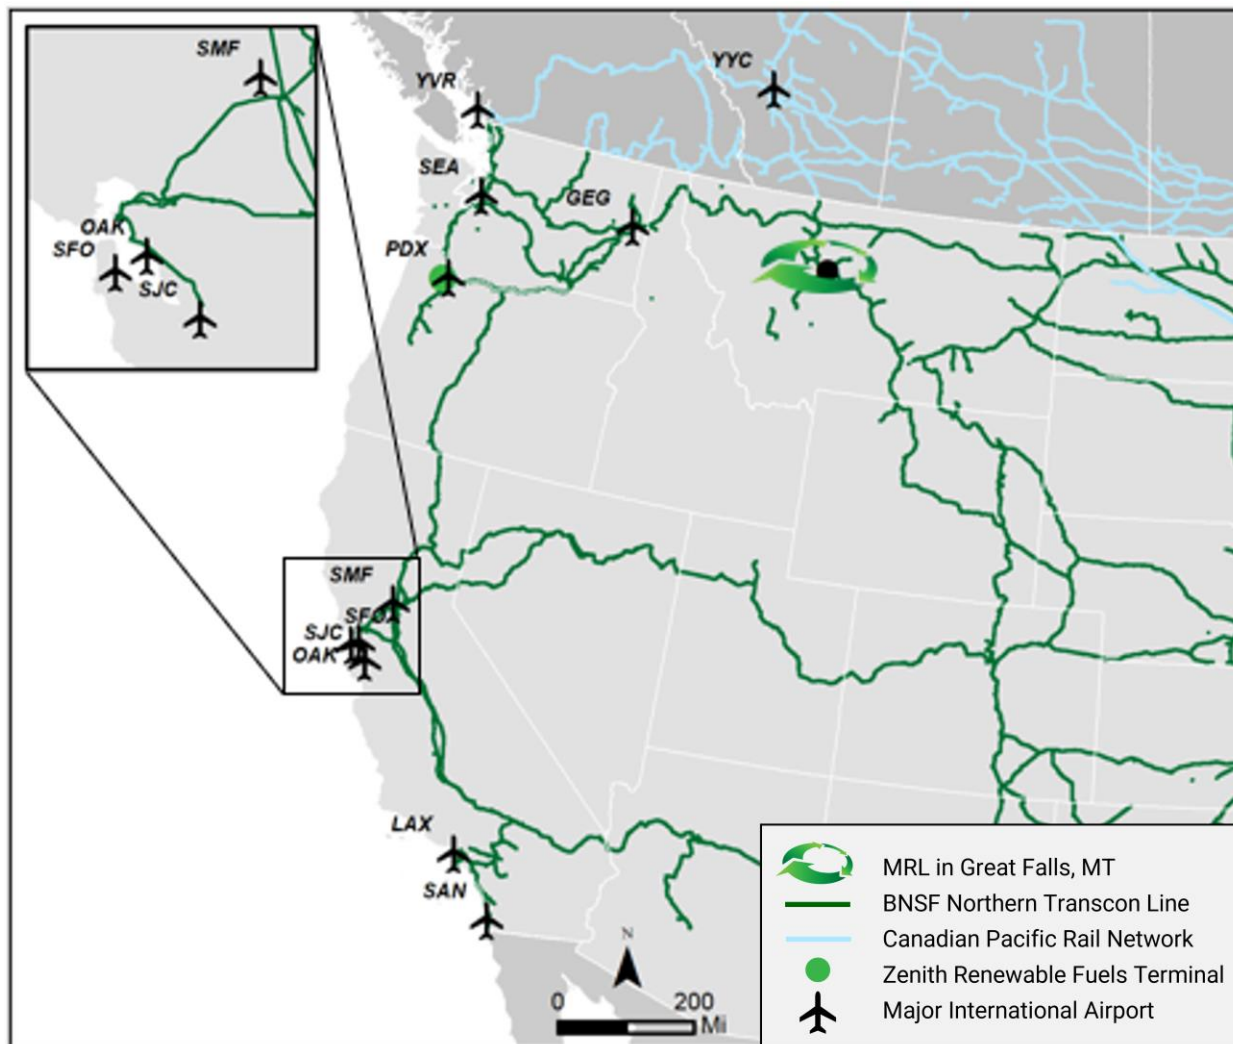 SMF
OAK
SFO
SJC
YVR
YYC
SEA
GEG
PDX
SMF
SFO
SJC
OAK
LAX
SAN
N
0 200
Mi
MRL in Great Falls, MT
BNSF Northern Transcon Line
Canadian Pacific Rail Network
Zenith Renewable Fuels Terminal
Major International Airport